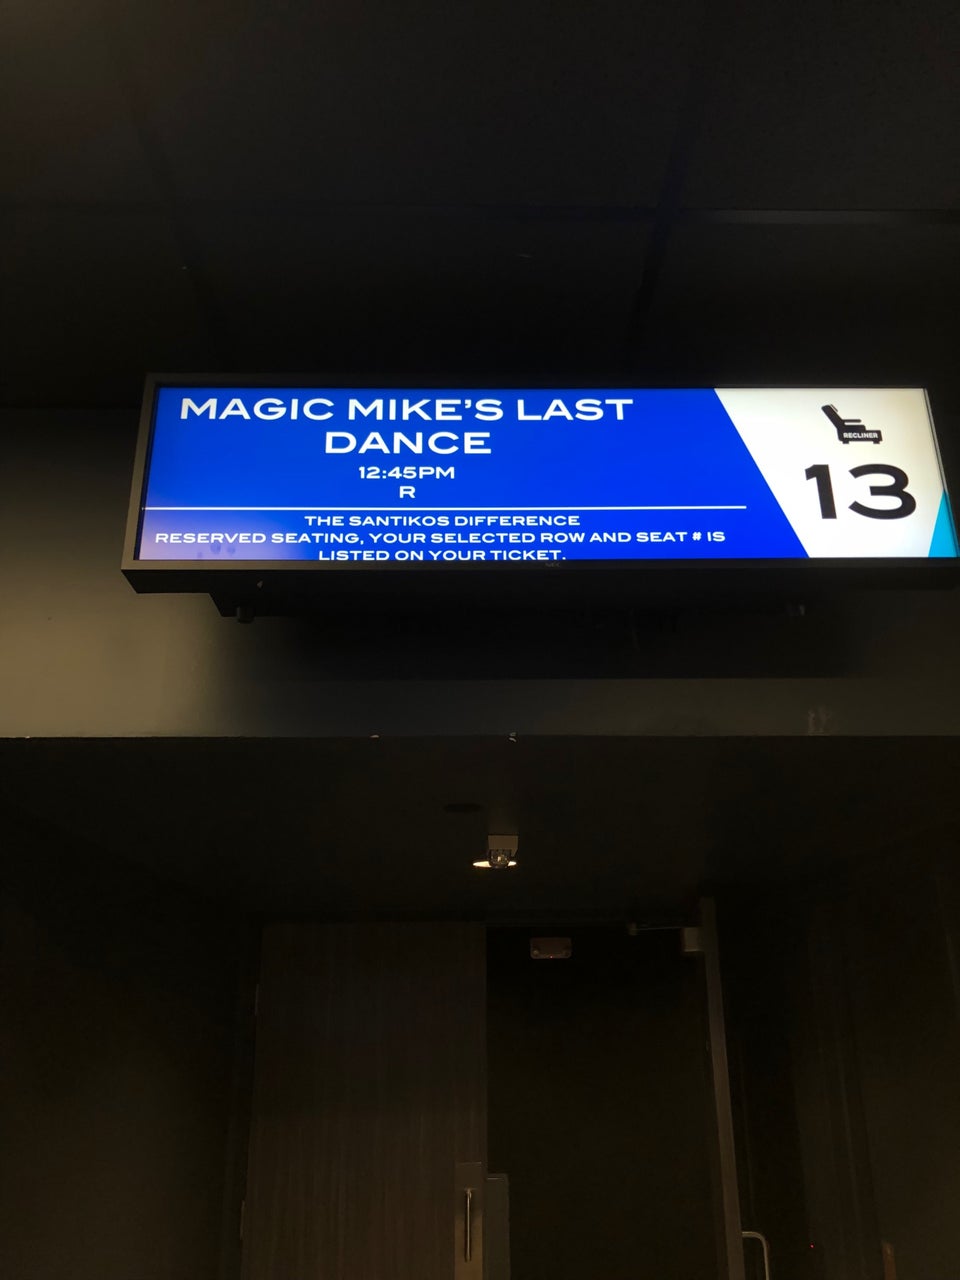 MAGIC MIKE'S LAST
DANCE
12:45PM
R
THE SANTIKOS DIFFERENCE
RESERVED SEATING, YOUR SELECTED ROW AND SEAT # IS
LISTED ON YOUR TICKET.
RECLINER
13
NEC